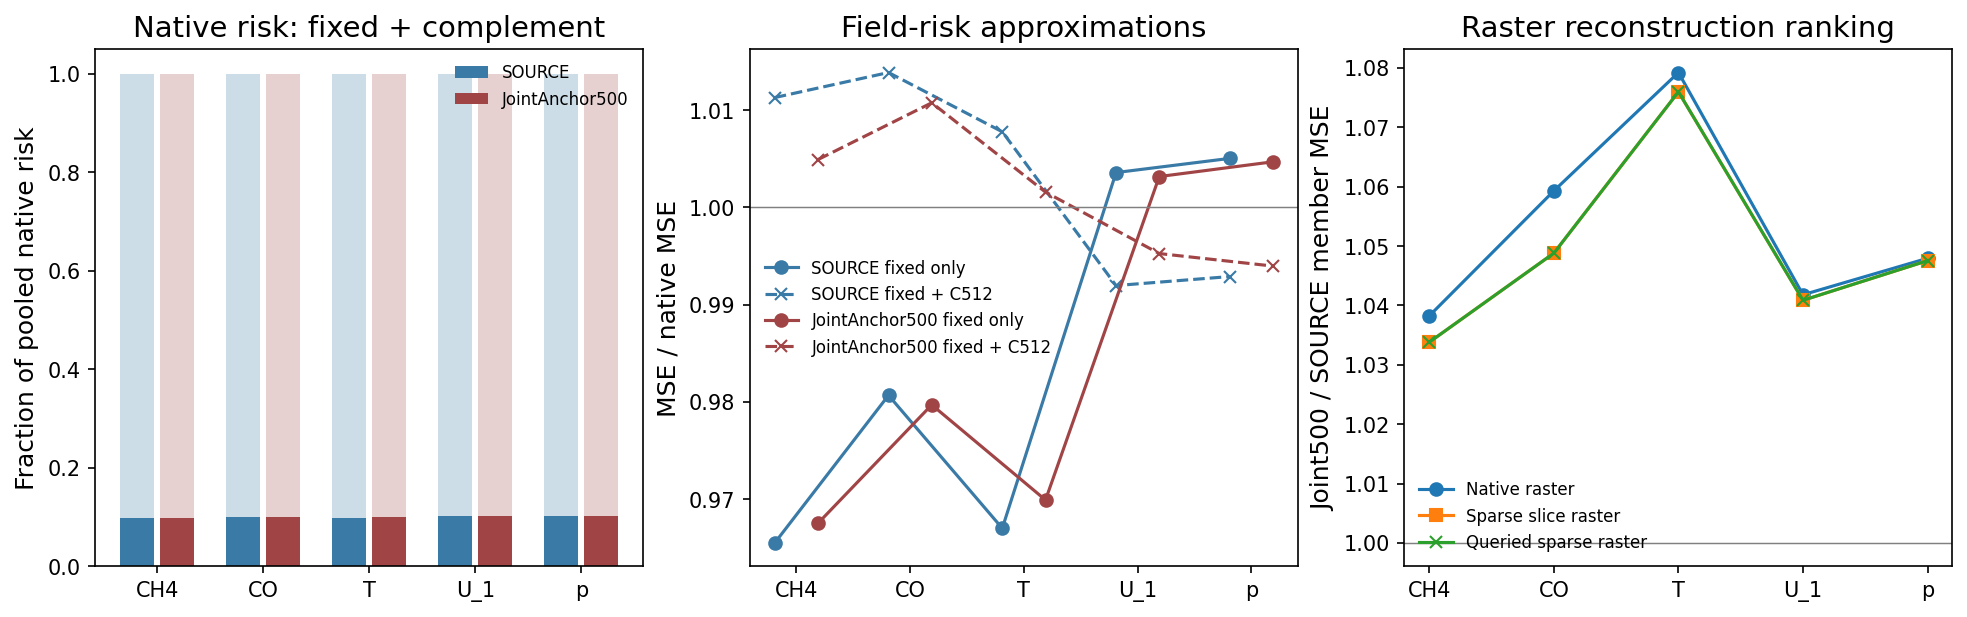 Native risk: fixed + complement
Fraction of pooled native risk
1.0
0.8
0.6
0.4
0.2
0.0
SOURCE
JointAnchor500
CH4 CO T U_1 p
Field-risk approximations
MSE / native MSE
1.01
1.00
0.99
0.98
0.97
SOURCE fixed only
SOURCE fixed + C512
JointAnchor500 fixed only
JointAnchor500 fixed + C512
CH4 CO T U_1 p
Raster reconstruction ranking
Joint500 / SOURCE member MSE
1.08
1.07
1.06
1.05
1.04
1.03
1.02
1.01
1.00
Native raster
Sparse slice raster
Queried sparse raster
CH4 CO T U_1 p